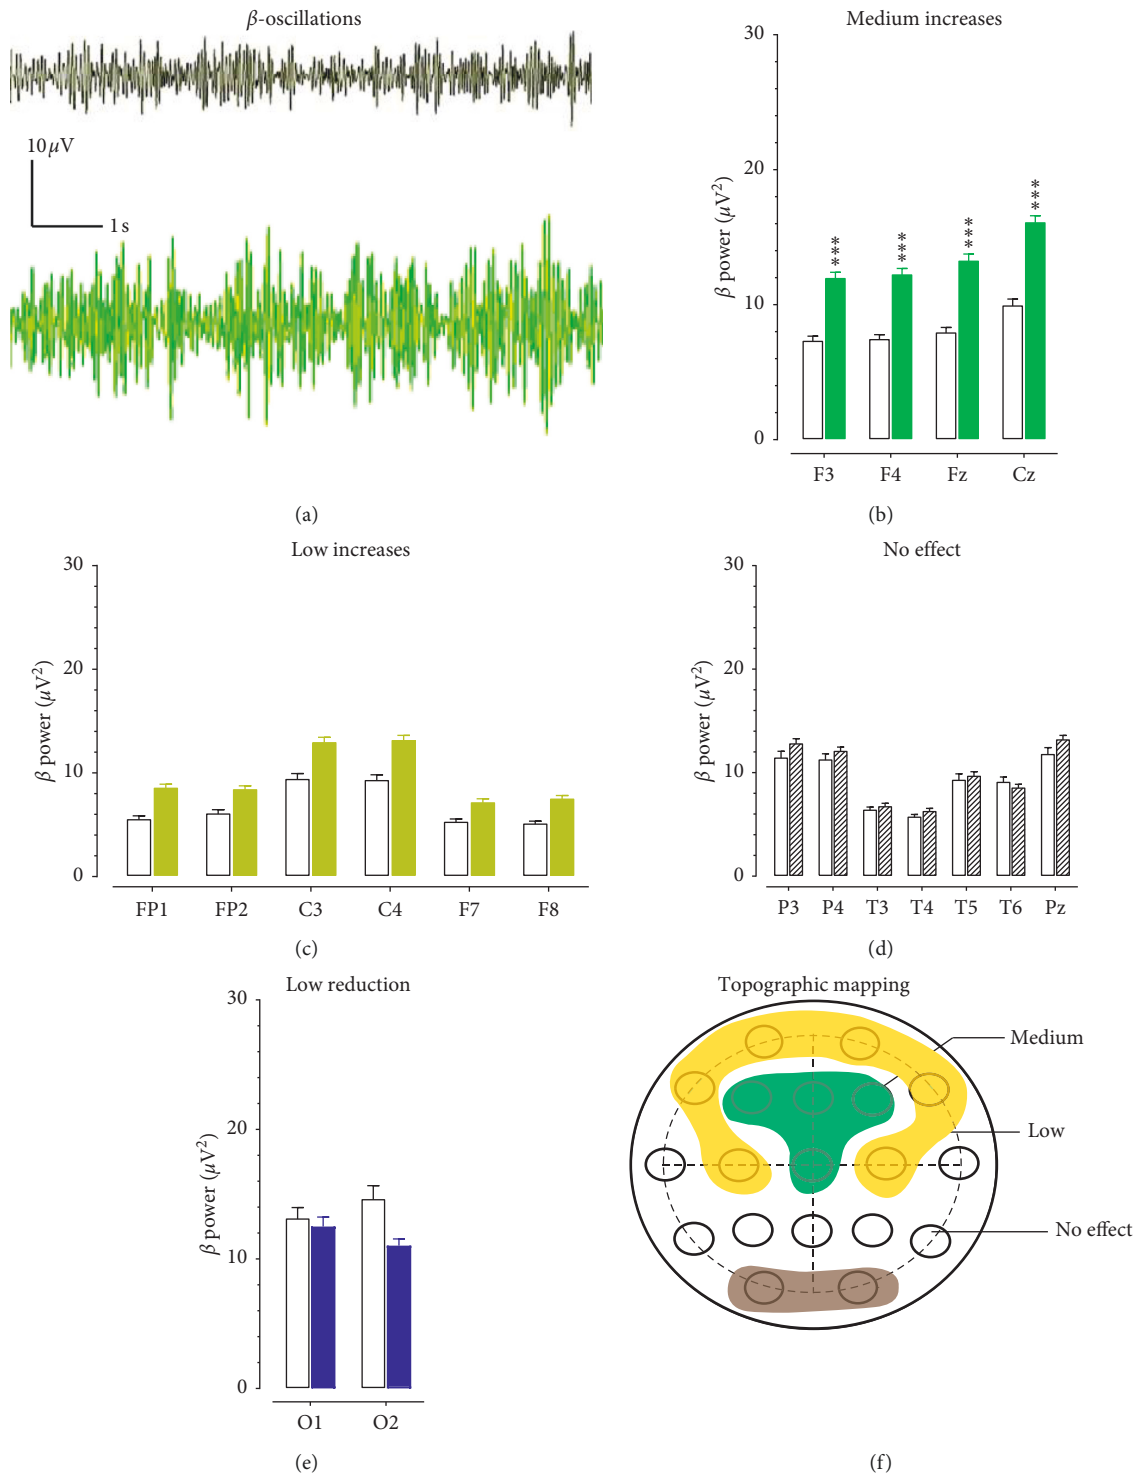 β-oscillations
10 μV
1 s
(a)
Medium increases
30
20
10
0
β power (μV²)
***
***
***
***
F3 F4 Fz Cz
(b)
Low increases
30
20
10
0
β power (μV²)
FP1 FP2 C3 C4 F7 F8
(c)
No effect
30
20
10
0
β power (μV²)
P3 P4 T3 T4 T5 T6 Pz
(d)
Low reduction
30
20
10
0
β power (μV²)
O1 O2
(e)
Topographic mapping
Medium
Low
No effect
(f)